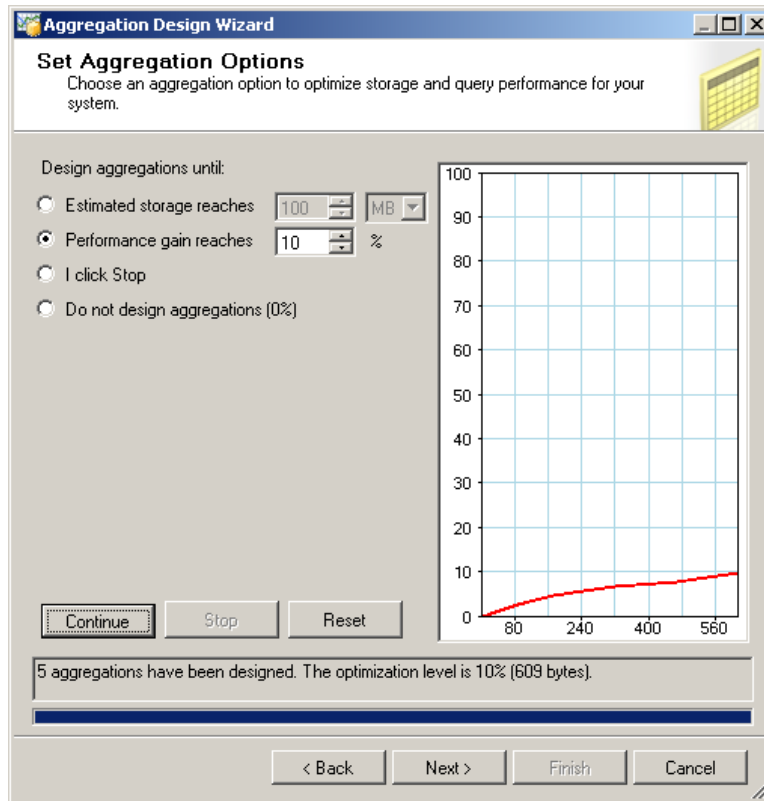 Aggregation Design Wizard
Set Aggregation Options
Choose an aggregation option to optimize storage and query performance for your
system.
Design aggregations until:
Estimated storage reaches 100 MB
Performance gain reaches 10 %
I click Stop
Do not design aggregations (0%)
100
90
80
70
60
50
40
30
20
10
0
80 240 400 560
Continue Stop Reset
5 aggregations have been designed. The optimization level is 10% (609 bytes).
< Back Next > Finish Cancel